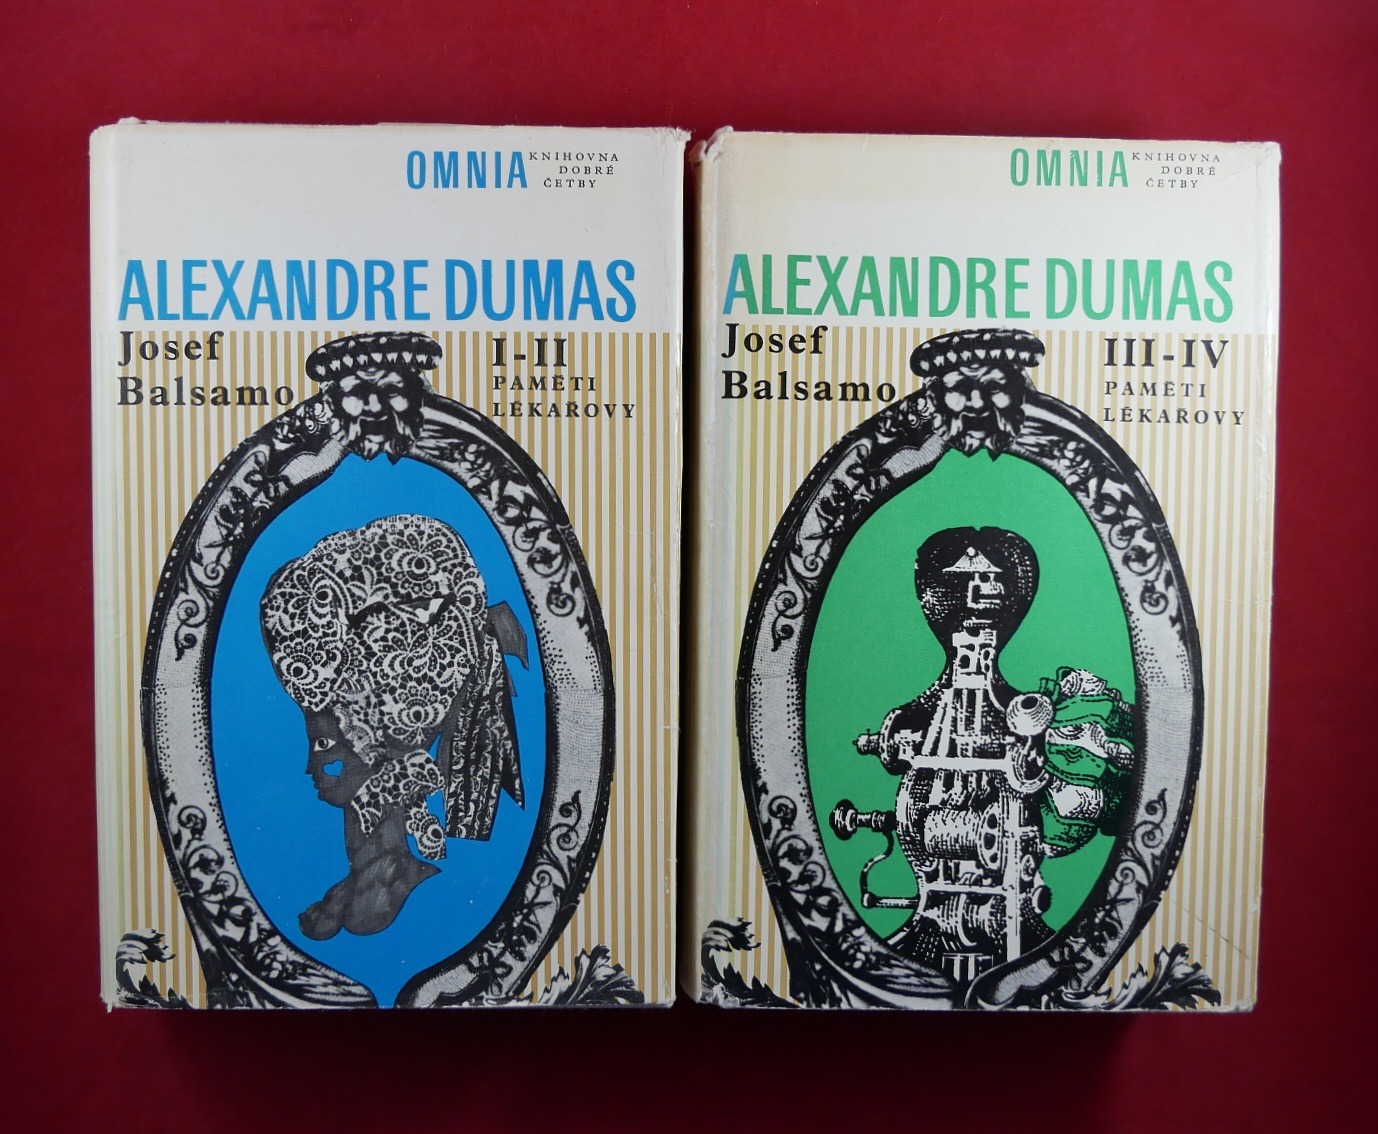 OMNIA KNIHOVNA
DOBRÉ
ČETBY
ALEXANDRE DUMAS
Josef
Balsamo
I-II
PAMĚTI
LÉKAŘOVY
OMNIA KNIHOVNA
DOBRÉ
ČETBY
ALEXANDRE DUMAS
Josef
Balsamo
III-IV
PAMĚTI
LÉKAŘOVY